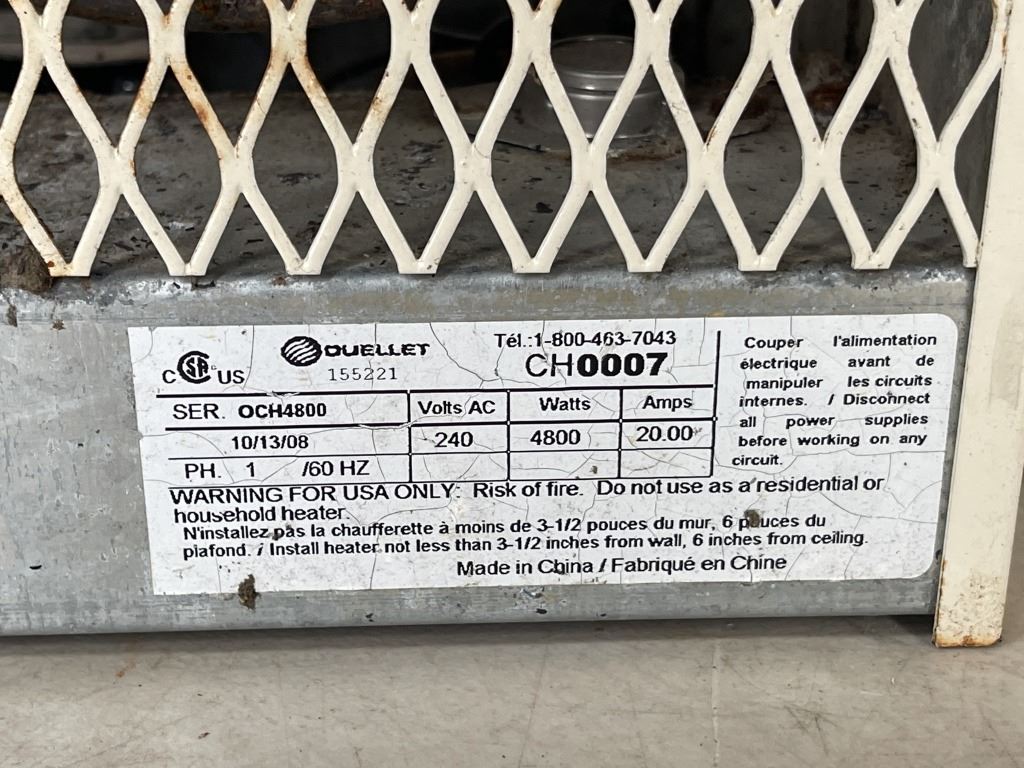 C CSA US
OUELLET
155221
Tél.:1-800-463-7043
CH0007
SER. OCH4800
Volts AC Watts Amps
10/13/08
240 4800 20.00
PH. 1 /60 HZ
Couper l'alimentation
électrique avant de
manipuler les circuits
internes. / Disconnect
all power supplies
before working on any
circuit.
WARNING FOR USA ONLY: Risk of fire. Do not use as a residential or
household heater.
N'installez pas la chaufferette à moins de 3-1/2 pouces du mur, 6 pouces du
plafond. / Install heater not less than 3-1/2 inches from wall, 6 inches from ceiling.
Made in China / Fabriqué en Chine